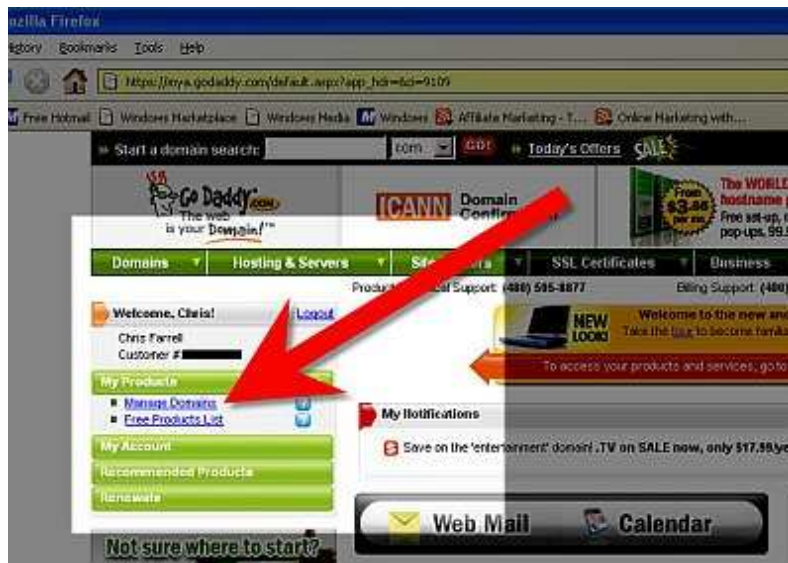 ozilla Firefox
History Bookmarks Tools Help
https://mya.godaddy.com/default.aspx?app_hdr=&ci=9109
Free Hotmail Windows Marketplace Windows Media Windows Affiliate Marketing - T... Online Marketing with...
Start a domain search: com GO! Today's Offers SALE
Go Daddy.com
The web
is your Domain!™
ICANN Domain
From
$3.
The WORL
hostname
Free set-up,
pop-ups, 99.
Domains Hosting & Servers SSL Certificates Business
Support: (480) 505-8877 Billing Support: (480)
Welcome, Chris! Logout
Chris Farrell
Customer #
NEW
LOOK!
Welcome to the new and
Take the tour to become familia
To access your products and services, go to
My Products
Manage Domains
Free Products List
My Account
Recommended Products
Renewals
My Notifications
Save on the 'entertainment' domain! .TV on SALE now, only $17.99/ye
Web Mail Calendar
Not sure where to start?